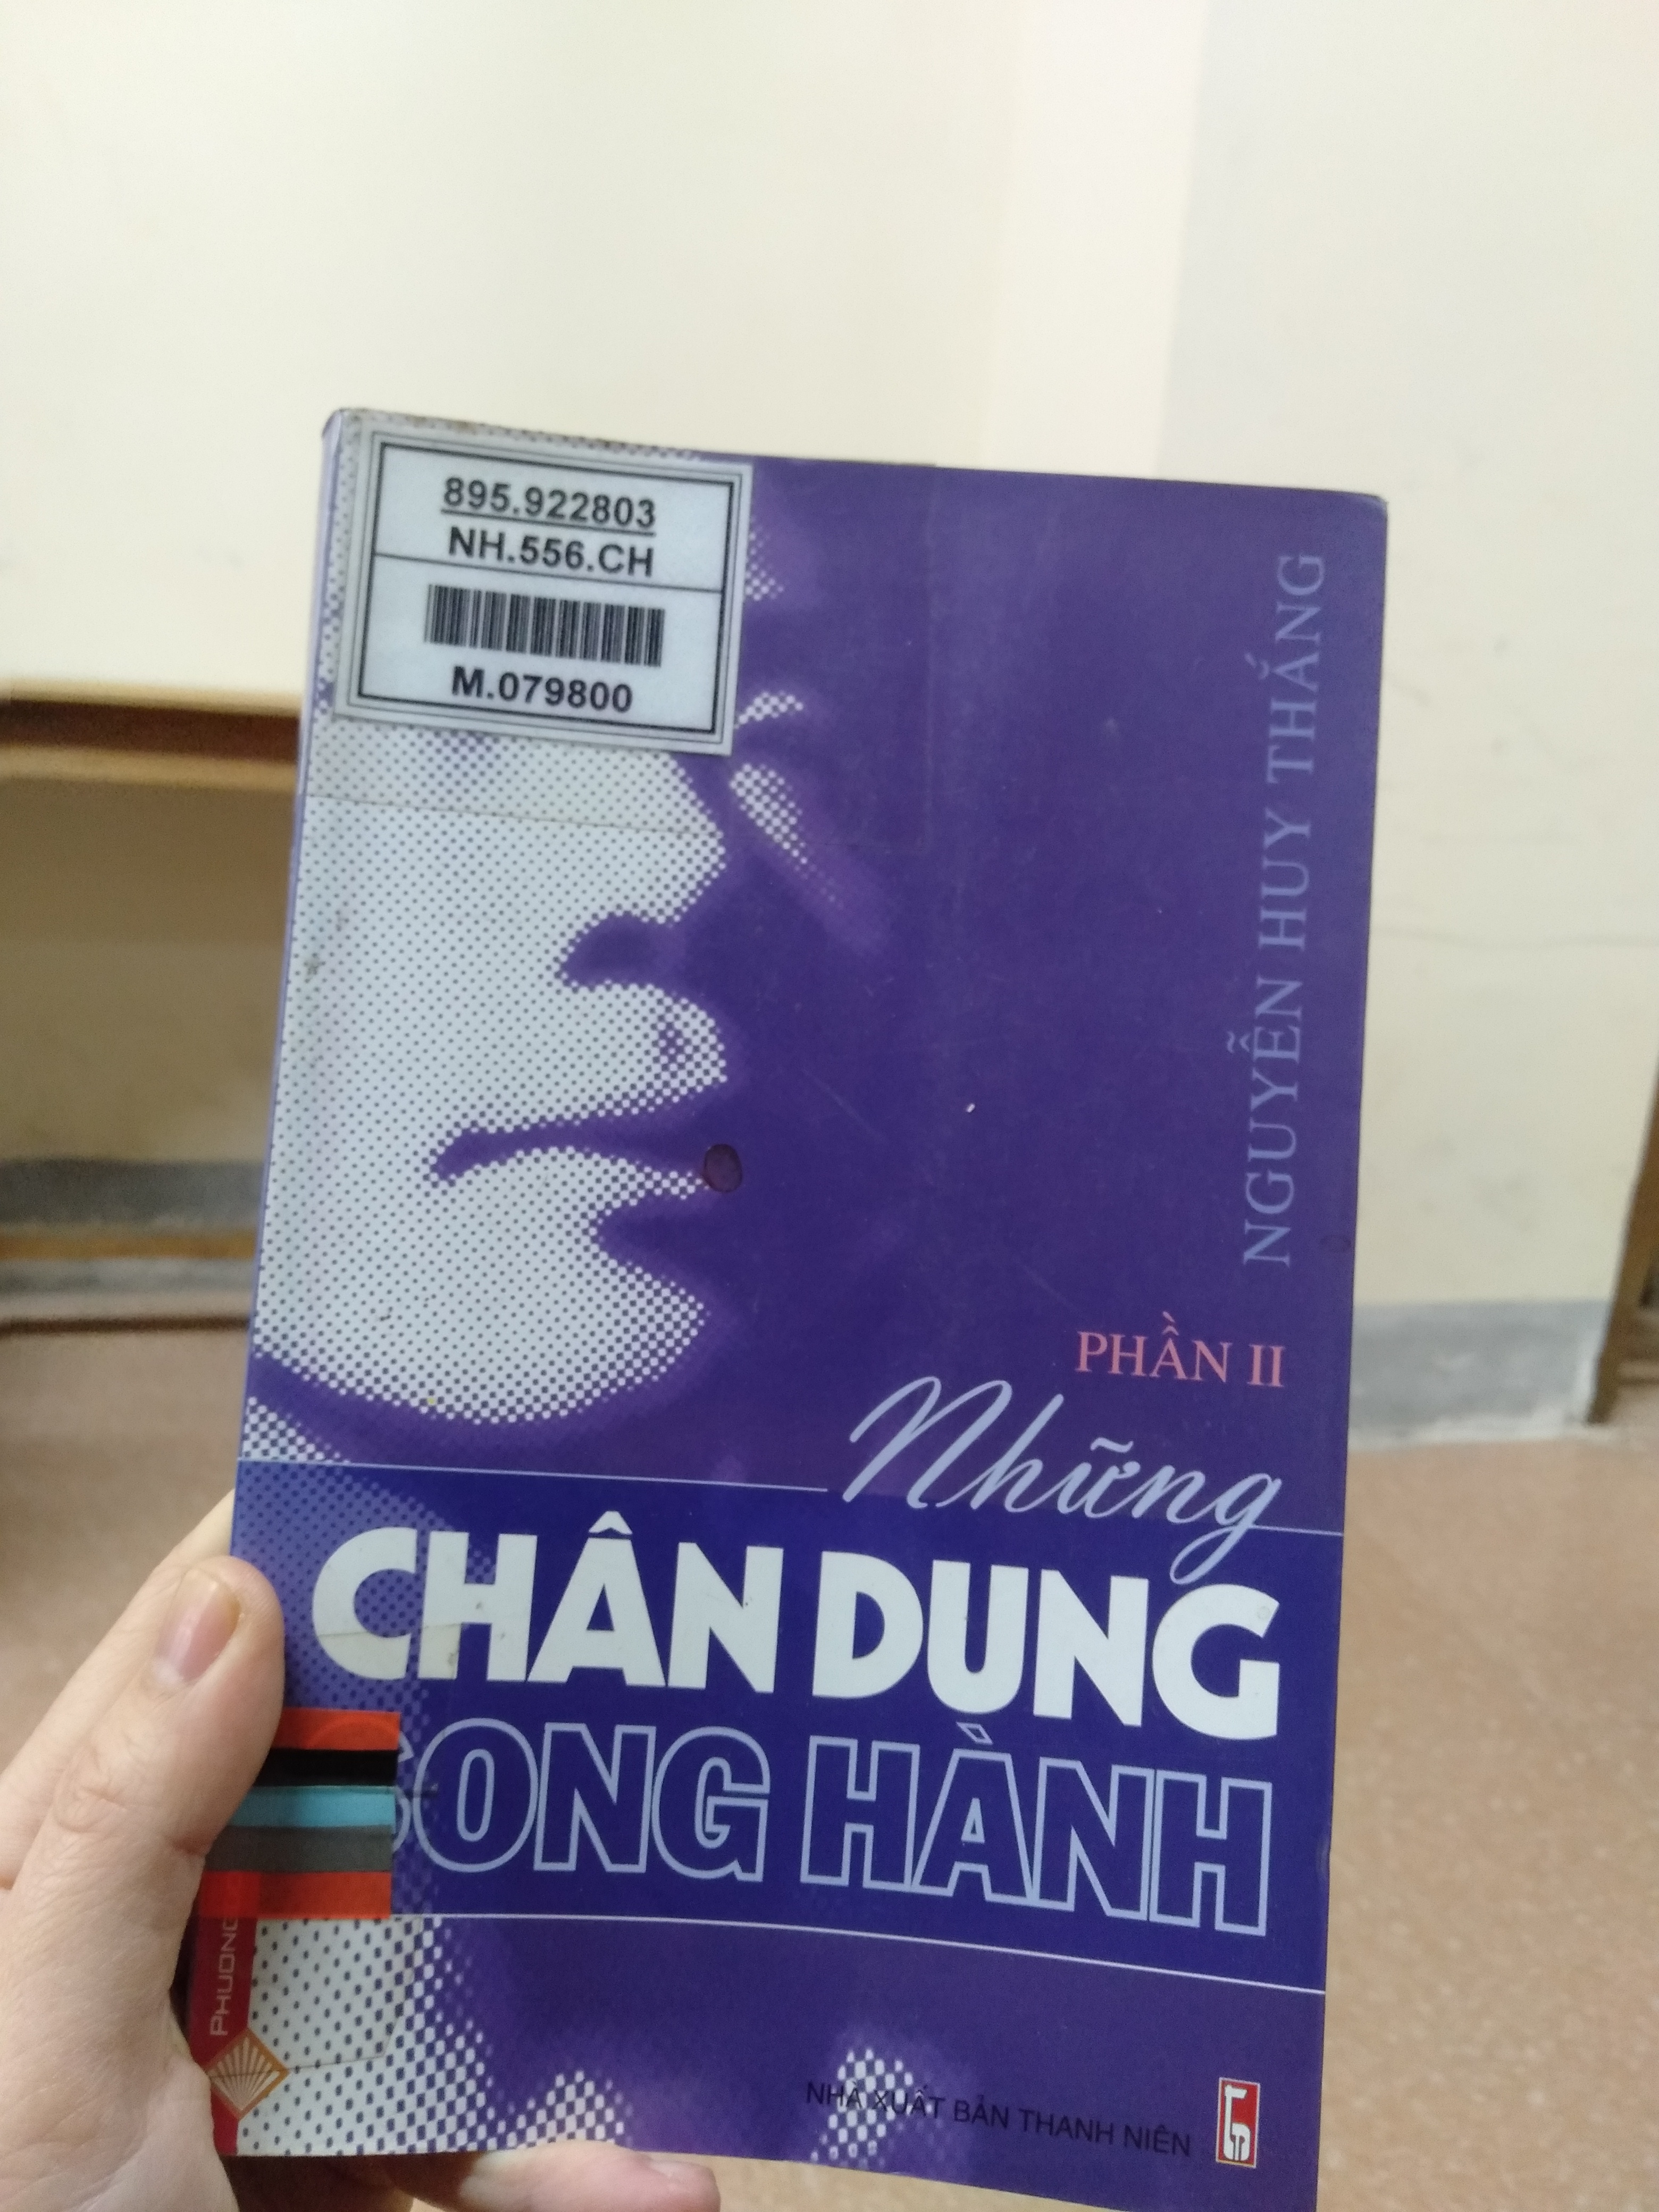 895.922803
NH.556.CH
M.079800
NGUYỄN HUY THẮNG
PHẦN II
Những
CHÂN DUNG
SONG HÀNH
PHUONG
NHÀ XUẤT BẢN THANH NIÊN